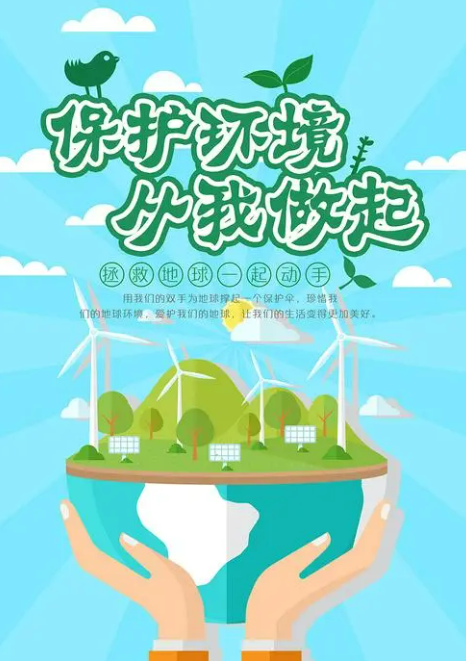 保护环境
从我做起
拯救地球一起动手
用我们的双手为地球撑起一个保护伞，珍惜我
们的地球环境，爱护我们的地球，让我们的生活变得更加美好。